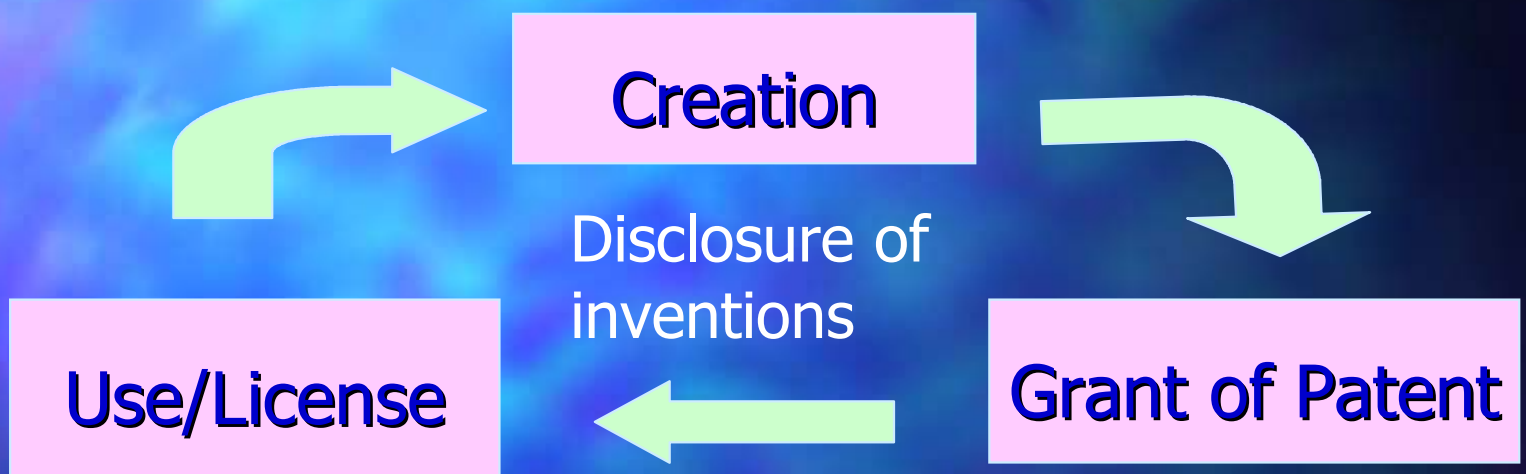 Creation
Disclosure of
inventions
Use/License
Grant of Patent